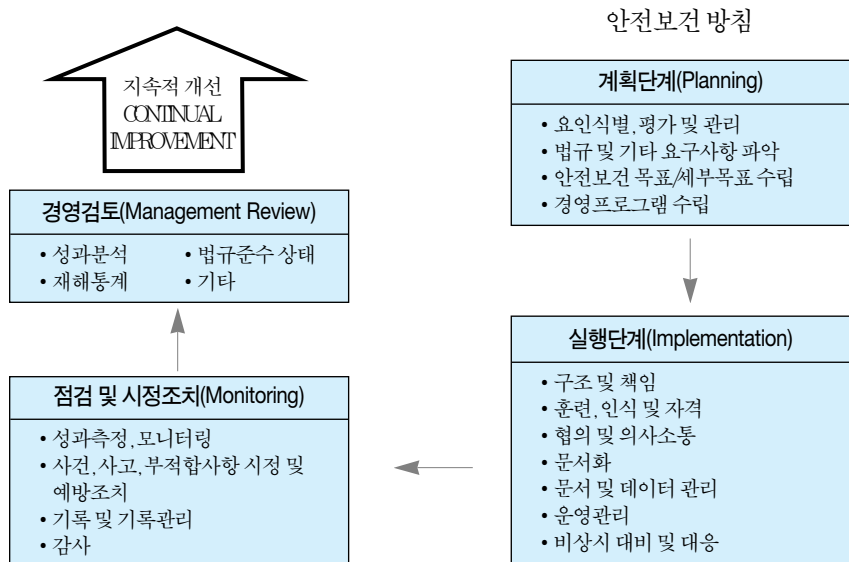 안전보건 방침
계획단계(Planning)
• 요인식별, 평가 및 관리
• 법규 및 기타 요구사항 파악
• 안전보건 목표/세부목표 수립
• 경영프로그램 수립
실행단계(Implementation)
• 구조 및 책임
• 훈련, 인식 및 자격
• 협의 및 의사소통
• 문서화
• 문서 및 데이터 관리
• 운영관리
• 비상시 대비 및 대응
점검 및 시정조치(Monitoring)
• 성과측정, 모니터링
• 사건, 사고, 부적합사항 시정 및
예방조치
• 기록 및 기록관리
• 감사
경영검토(Management Review)
• 성과분석 • 법규준수 상태
• 재해통계 • 기타
지속적 개선
CONTINUAL
IMPROVEMENT